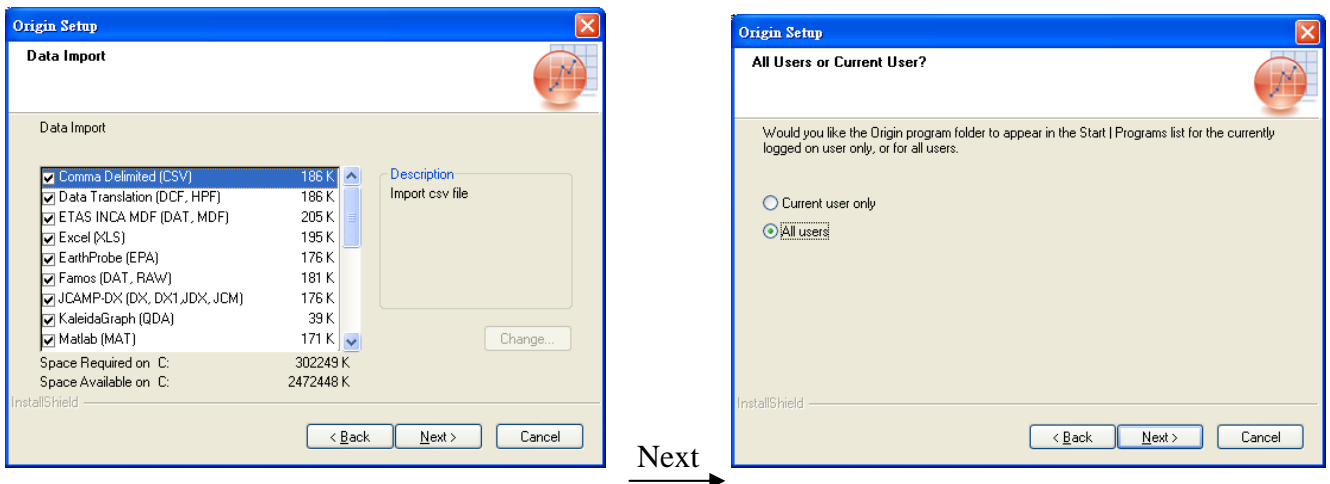 Origin Setup
Data Import
Data Import
Comma Delimited (CSV) 186 K
Data Translation (DCF, HPF) 186 K
ETAS INCA MDF (DAT, MDF) 205 K
Excel (XLS) 195 K
EarthProbe (EPA) 176 K
Famos (DAT, RAW) 181 K
JCAMP-DX (DX, DX1,JDX, JCM) 176 K
KaleidaGraph (QDA) 39 K
Matlab (MAT) 171 K
Description
Import csv file
Change...
Space Required on C: 302249 K
Space Available on C: 2472448 K
InstallShield
< Back Next > Cancel
Next
Origin Setup
All Users or Current User?
Would you like the Origin program folder to appear in the Start | Programs list for the currently
logged on user only, or for all users.
Current user only
All users
InstallShield
< Back Next > Cancel